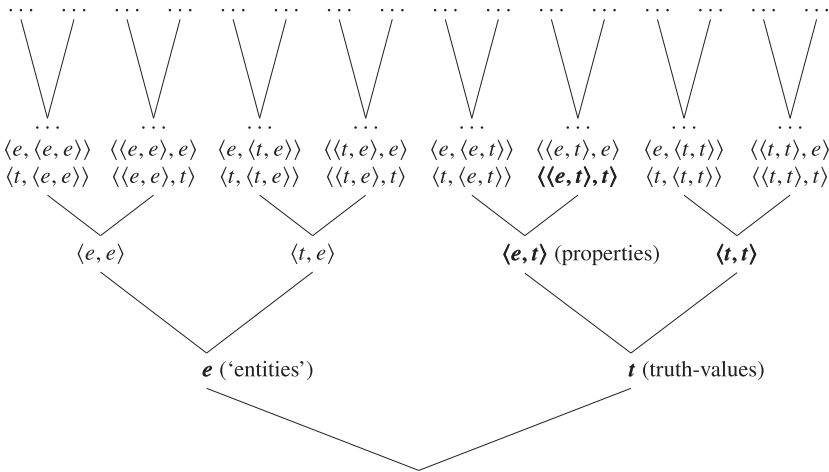 ... ... ... ... ... ... ... ... ... ... ... ... ... ... ... ...
... ... ... ... ... ... ... ...
⟨e, ⟨e, e⟩⟩ ⟨⟨e, e⟩, e⟩ ⟨e, ⟨t, e⟩⟩ ⟨⟨t, e⟩, e⟩ ⟨e, ⟨e, t⟩⟩ ⟨⟨e, t⟩, e⟩ ⟨e, ⟨t, t⟩⟩ ⟨⟨t, t⟩, e⟩
⟨t, ⟨e, e⟩⟩ ⟨⟨e, e⟩, t⟩ ⟨t, ⟨t, e⟩⟩ ⟨⟨t, e⟩, t⟩ ⟨t, ⟨e, t⟩⟩ ⟨⟨e, t⟩, t⟩ ⟨t, ⟨t, t⟩⟩ ⟨⟨t, t⟩, t⟩
⟨e, e⟩ ⟨t, e⟩ ⟨e, t⟩ (properties) ⟨t, t⟩
e (‘entities’) t (truth-values)